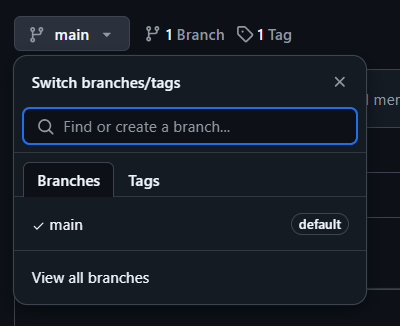 main 1 Branch 1 Tag
Switch branches/tags
Find or create a branch...
Branches Tags
main default
View all branches